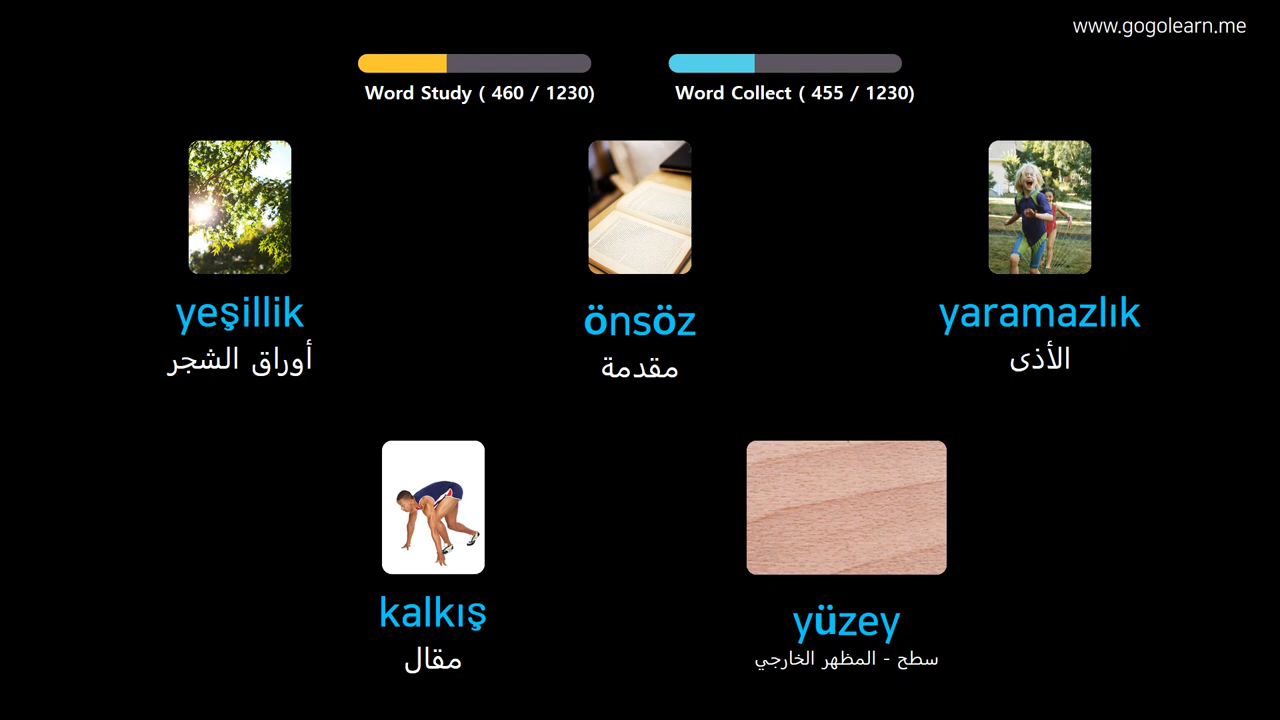 www.gogolearn.me
Word Study ( 460 / 1230)
Word Collect ( 455 / 1230)
yeşillik
أوراق الشجر
önsöz
مقدمة
yaramazlık
الأذى
kalkış
مقال
yüzey
سطح - المظهر الخارجي